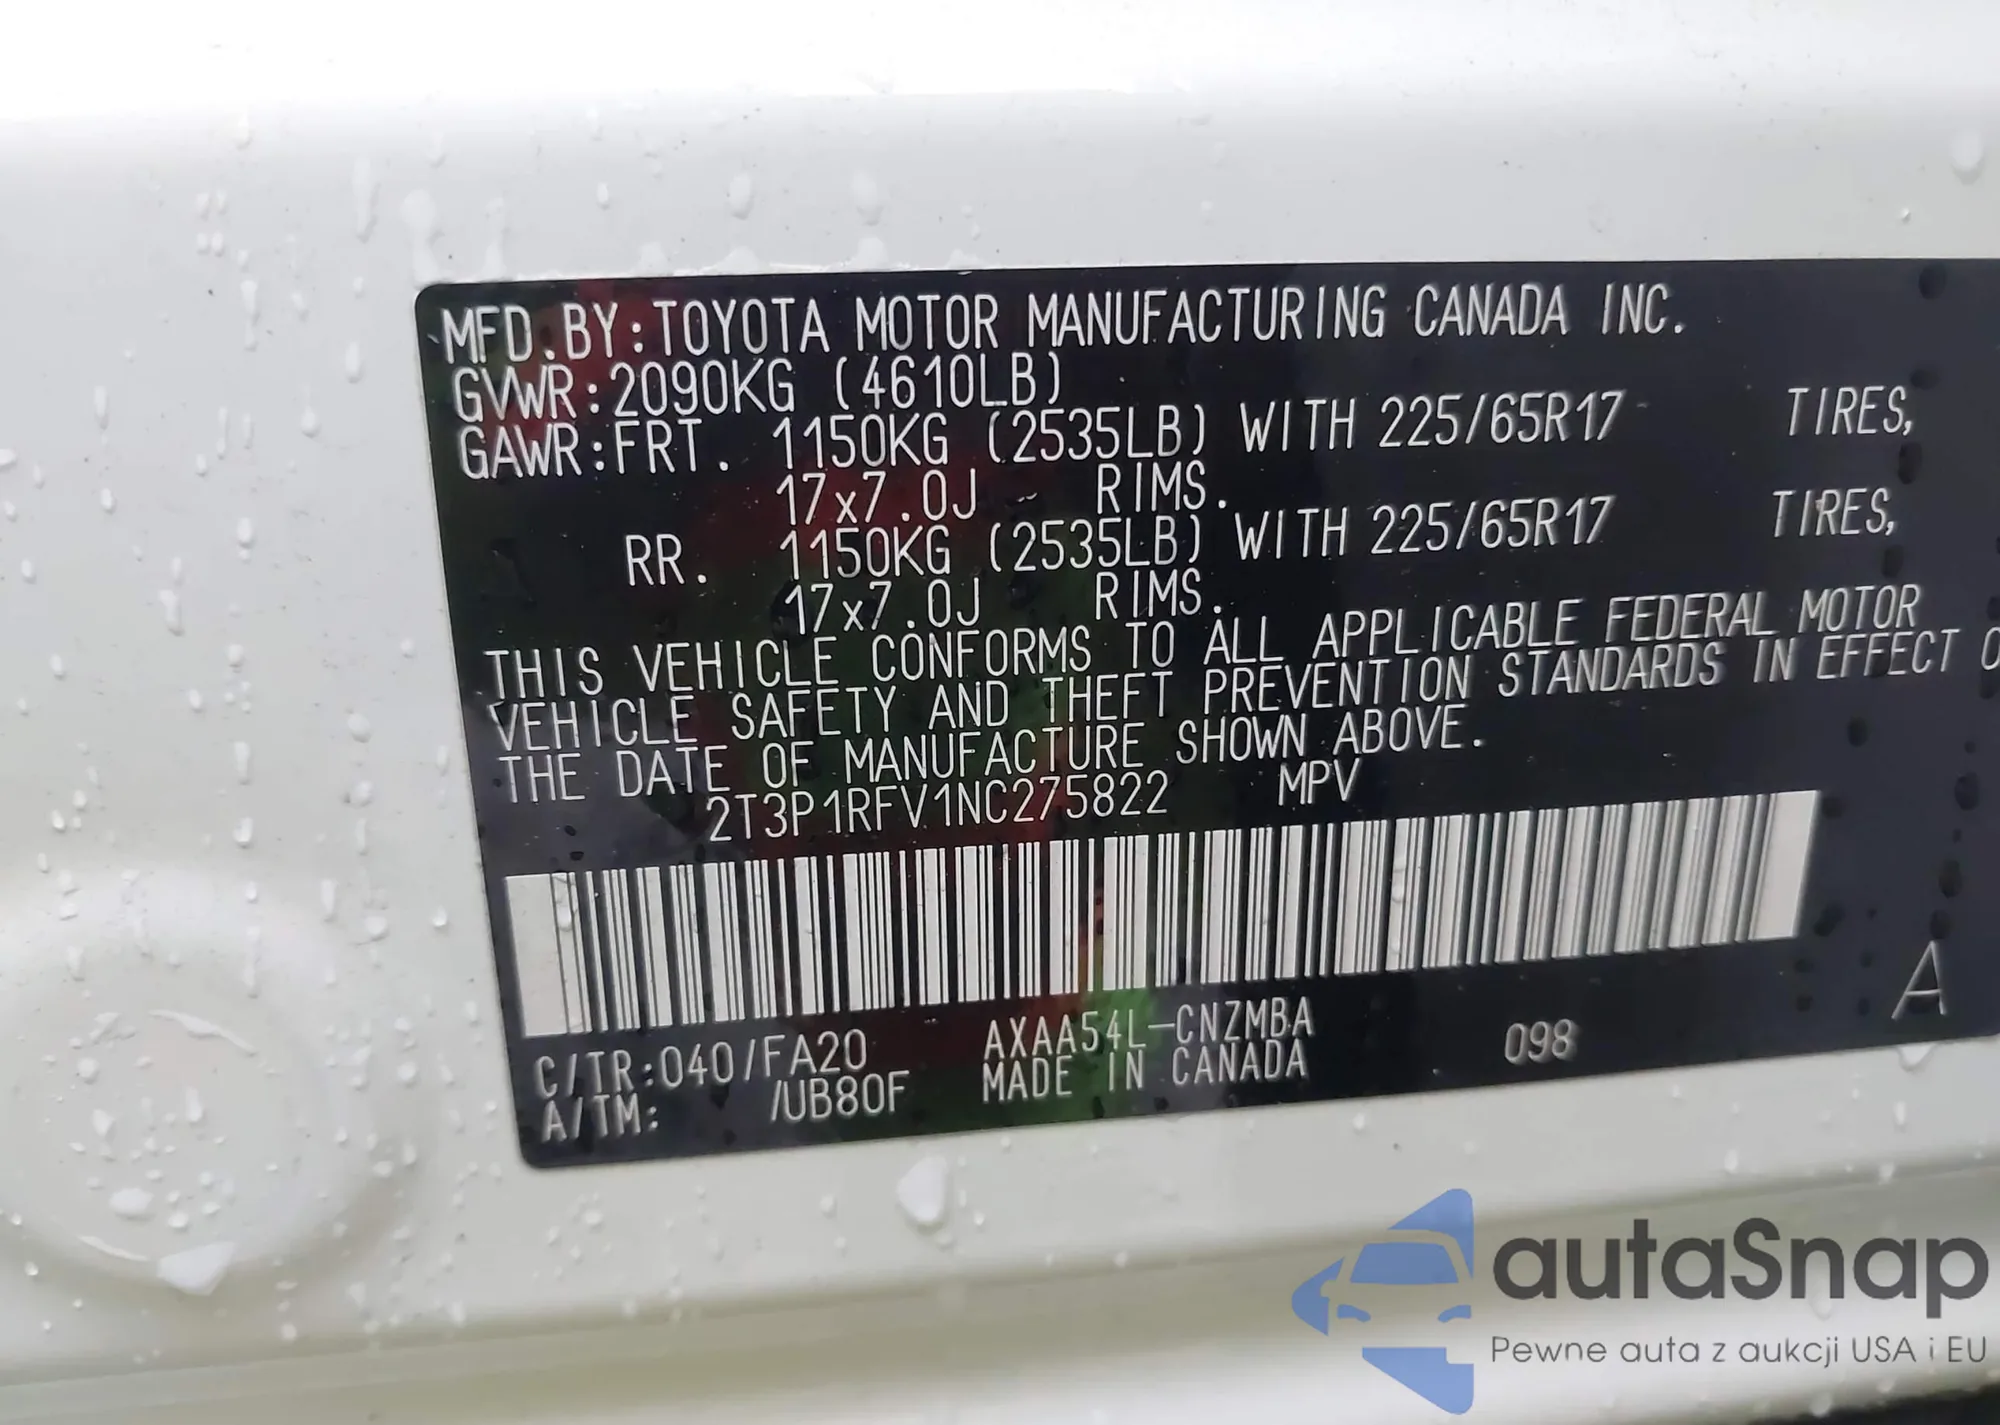 MFD.BY:TOYOTA MOTOR MANUFACTURING CANADA INC.
GVWR:2090KG (4610LB)
GAWR:FRT. 1150KG (2535LB) WITH 225/65R17 TIRES,
17x7.0J RIMS.
RR. 1150KG (2535LB) WITH 225/65R17 TIRES,
17x7.0J RIMS.
THIS VEHICLE CONFORMS TO ALL APPLICABLE FEDERAL MOTOR
VEHICLE SAFETY AND THEFT PREVENTION STANDARDS IN EFFECT
THE DATE OF MANUFACTURE SHOWN ABOVE.
2T3P1RFV1NC275822 MPV
C/TR:040/FA20 AXAA54L-CNZMBA 098 A
A/TM: /UB80F MADE IN CANADA
autaSnap
Pewne auta z aukcji USA i EU